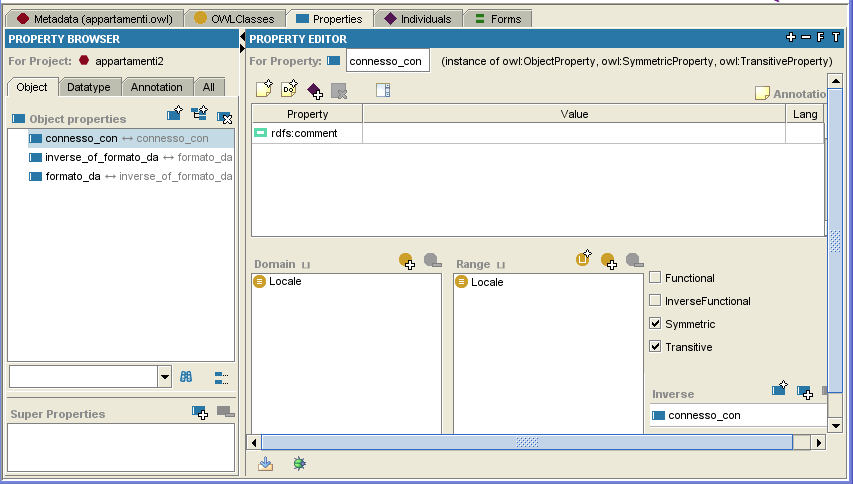 Metadata (appartamenti.owl) OWLClasses Properties Individuals Forms
PROPERTY BROWSER
For Project: appartamenti2
Object Datatype Annotation All
Object properties
connesso_con ↔ connesso_con
inverse_of_formato_da ↔ formato_da
formato_da ↔ inverse_of_formato_da
Super Properties
PROPERTY EDITOR
F T
For Property: connesso_con (instance of owl:ObjectProperty, owl:SymmetricProperty, owl:TransitiveProperty)
Annotatio
Property Value Lang
rdfs:comment
Domain ⊔ Range ⊔
Locale Locale
Functional
InverseFunctional
Symmetric
Transitive
Inverse
connesso_con